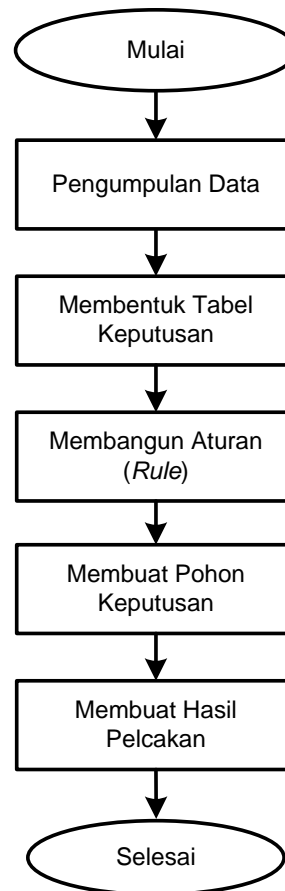 Mulai
Pengumpulan Data
Membentuk Tabel
Keputusan
Membangun Aturan
(Rule)
Membuat Pohon
Keputusan
Membuat Hasil
Pelcakan
Selesai